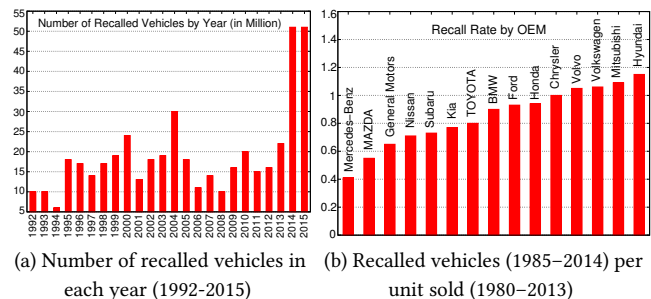 Number of Recalled Vehicles by Year (in Million)
55
50
45
40
35
30
25
20
15
10
5
1992
1993
1994
1995
1996
1997
1998
1999
2000
2001
2002
2003
2004
2005
2006
2007
2008
2009
2010
2011
2012
2013
2014
2015
(a) Number of recalled vehicles in
each year (1992-2015)
Recall Rate by OEM
1.6
1.4
1.2
1
0.8
0.6
0.4
0.2
Mercedes-Benz
MAZDA
General Motors
Nissan
Subaru
Kia
TOYOTA
BMW
Ford
Honda
Chrysler
Volvo
Volkswagen
Mitsubishi
Hyundai
(b) Recalled vehicles (1985–2014) per
unit sold (1980–2013)